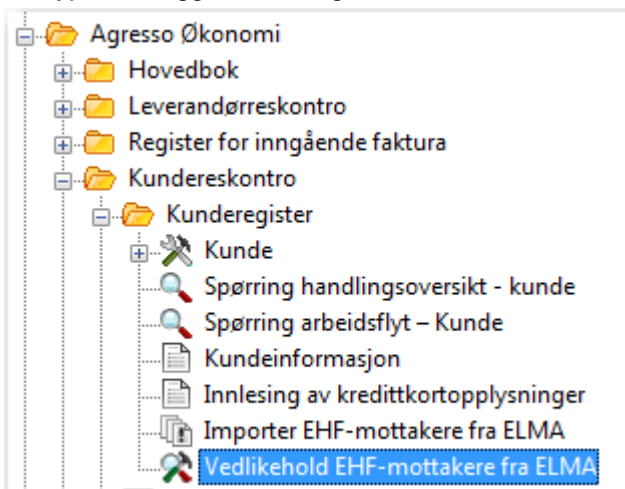 Agresso Økonomi
Hovedbok
Leverandørreskontro
Register for inngående faktura
Kundereskontro
Kunderegister
Kunde
Spørring handlingsoversikt - kunde
Spørring arbeidsflyt – Kunde
Kundeinformasjon
Innlesing av kredittkortopplysninger
Importer EHF-mottakere fra ELMA
Vedlikehold EHF-mottakere fra ELMA